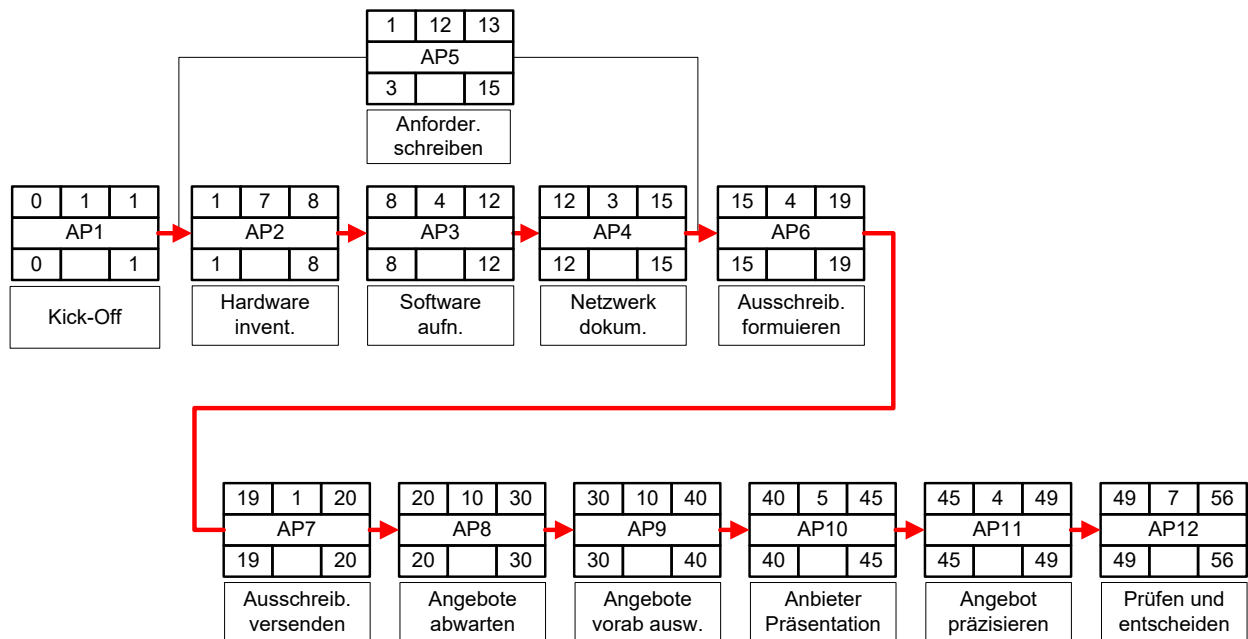 1 12 13
AP5
3 15
Anforder.
schreiben
0 1 1
AP1
0 1
Kick-Off
1 7 8
AP2
1 8
Hardware
invent.
8 4 12
AP3
8 12
Software
aufn.
12 3 15
AP4
12 15
Netzwerk
dokum.
15 4 19
AP6
15 19
Ausschreib.
formuieren
19 1 20
AP7
19 20
Ausschreib.
versenden
20 10 30
AP8
20 30
Angebote
abwarten
30 10 40
AP9
30 40
Angebote
vorab ausw.
40 5 45
AP10
40 45
Anbieter
Präsentation
45 4 49
AP11
45 49
Angebot
präzisieren
49 7 56
AP12
49 56
Prüfen und
entscheiden